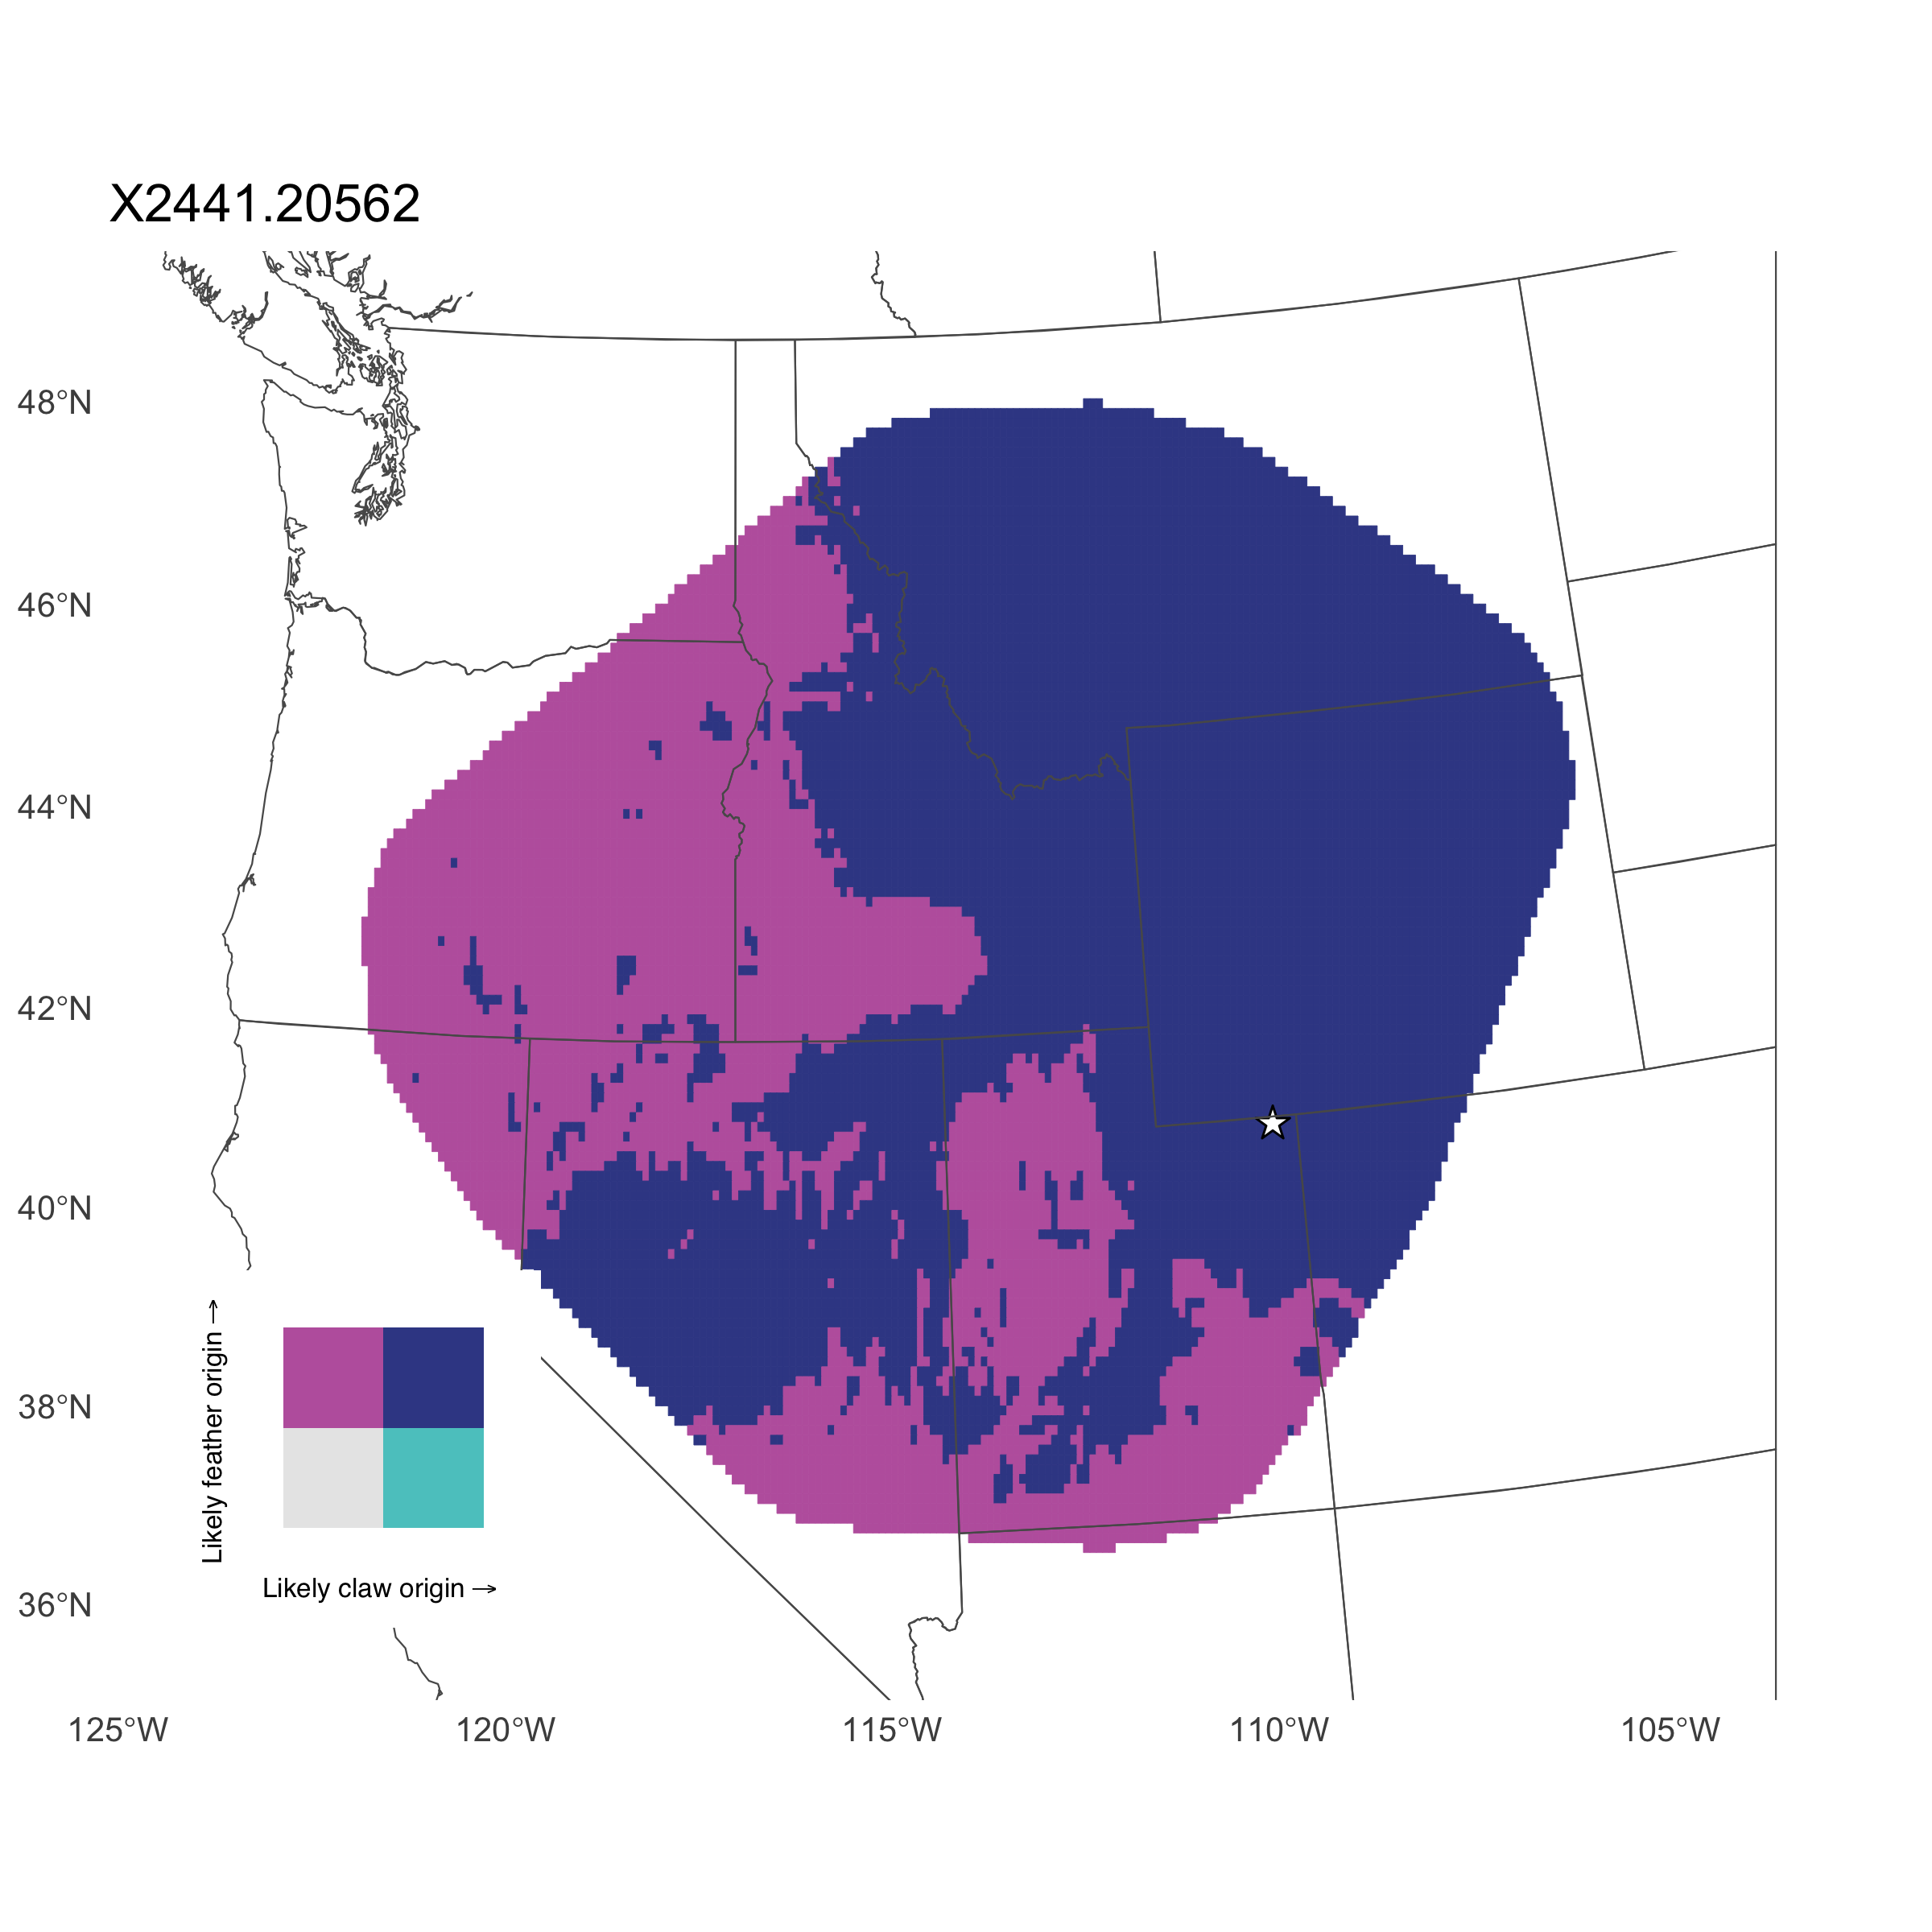 X2441.20562
48°N
46°N
44°N
42°N
40°N
38°N
36°N
Likely feather origin →
Likely claw origin →
125°W
120°W
115°W
110°W
105°W